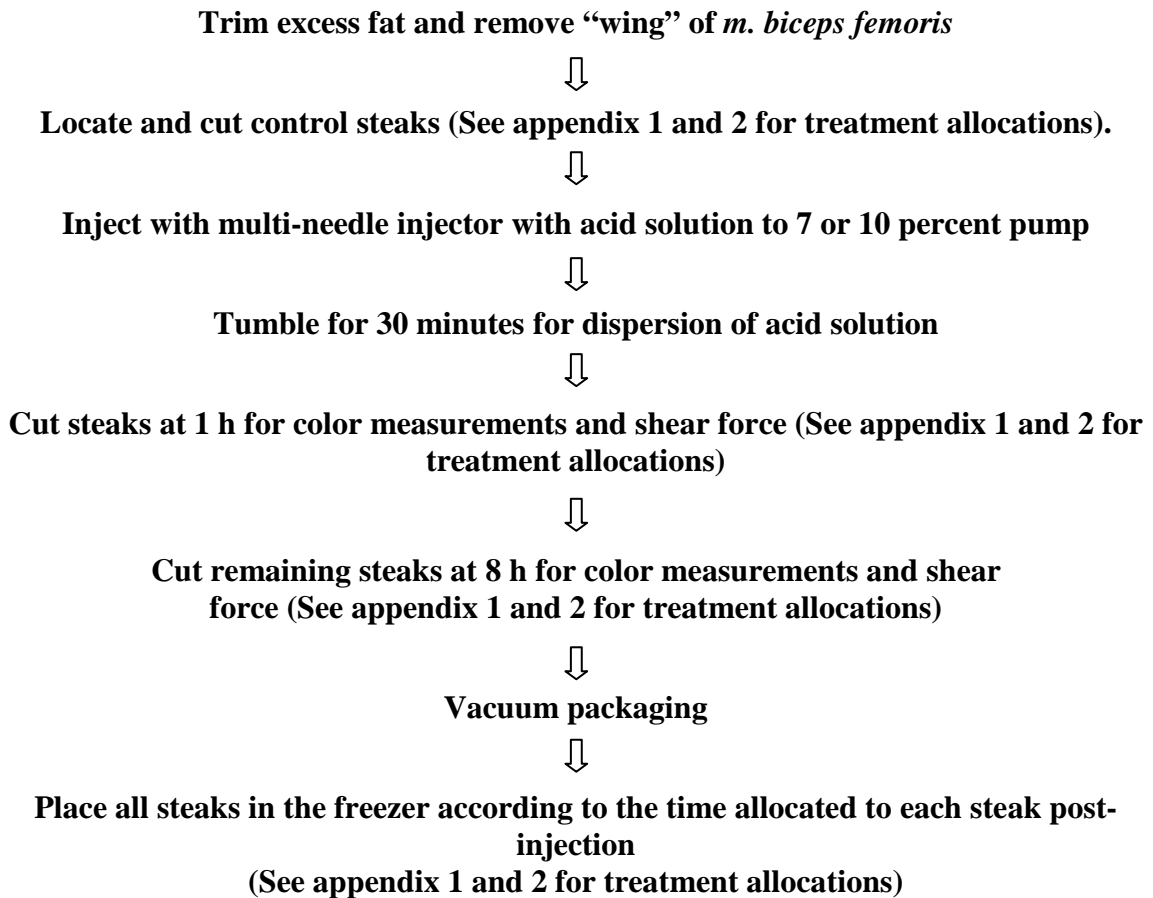 Trim excess fat and remove “wing” of m. biceps femoris
⇩
Locate and cut control steaks (See appendix 1 and 2 for treatment allocations).
⇩
Inject with multi-needle injector with acid solution to 7 or 10 percent pump
⇩
Tumble for 30 minutes for dispersion of acid solution
⇩
Cut steaks at 1 h for color measurements and shear force (See appendix 1 and 2 for
treatment allocations)
⇩
Cut remaining steaks at 8 h for color measurements and shear
force (See appendix 1 and 2 for treatment allocations)
⇩
Vacuum packaging
⇩
Place all steaks in the freezer according to the time allocated to each steak post-
injection
(See appendix 1 and 2 for treatment allocations)